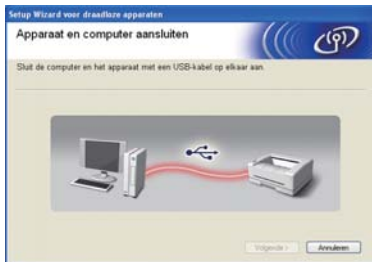 Setup Wizard voor draadloze apparaten
Apparaat en computer aansluiten
Sluit de computer en het apparaat met een USB-kabel op elkaar aan.
Volgende >
Annuleren